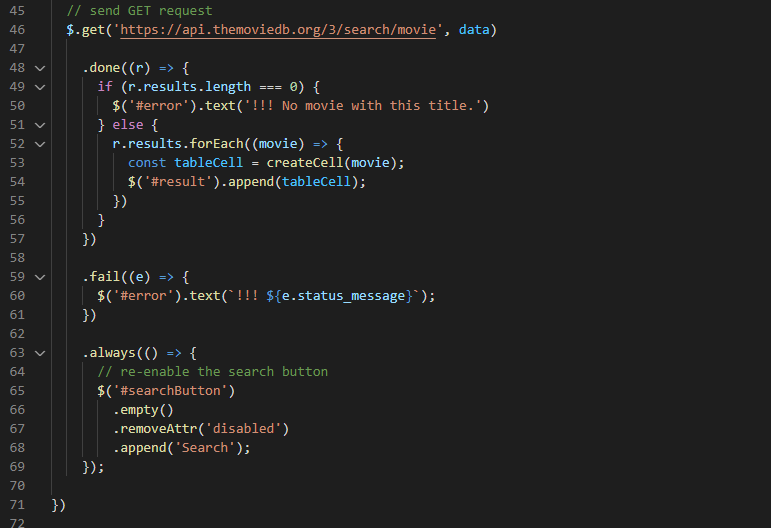 45 // send GET request
46 $.get('https://api.themoviedb.org/3/search/movie', data)
47
48 .done((r) => {
49 if (r.results.length === 0) {
50 $('#error').text('!!! No movie with this title.')
51 } else {
52 r.results.forEach((movie) => {
53 const tableCell = createCell(movie);
54 $('#result').append(tableCell);
55 })
56 }
57 })
58
59 .fail((e) => {
60 $('#error').text(`!!! ${e.status_message}`);
61 })
62
63 .always(() => {
64 // re-enable the search button
65 $('#searchButton')
66 .empty()
67 .removeAttr('disabled')
68 .append('Search');
69 });
70
71 })
72